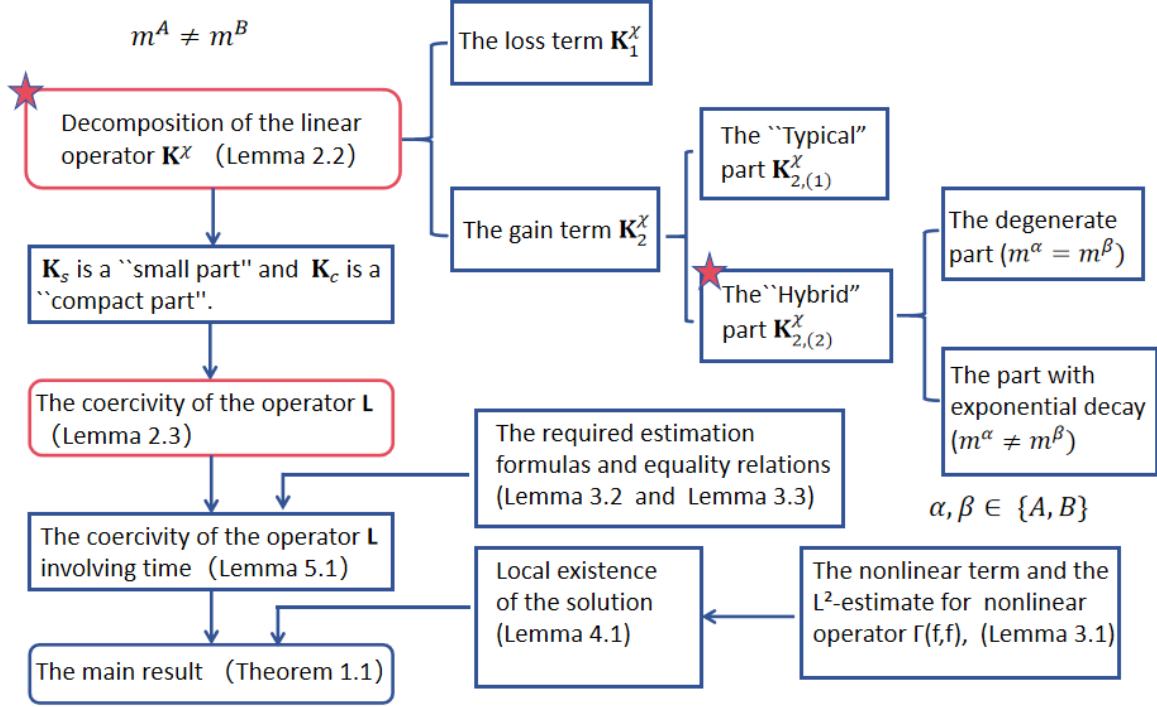 m^A ≠ m^B
The loss term K_1^χ
Decomposition of the linear
operator K^χ (Lemma 2.2)
The ``Typical”
part K_{2,(1)}^χ
The gain term K_2^χ
The degenerate
part (m^α = m^β)
K_s is a ``small part" and K_c is a
``compact part".
The``Hybrid”
part K_{2,(2)}^χ
The part with
exponential decay
(m^α ≠ m^β)
The coercivity of the operator L
(Lemma 2.3)
The required estimation
formulas and equality relations
(Lemma 3.2 and Lemma 3.3)
α, β ∈ {A, B}
The coercivity of the operator L
involving time (Lemma 5.1)
Local existence
of the solution
(Lemma 4.1)
The nonlinear term and the
L²-estimate for nonlinear
operator Γ(f,f), (Lemma 3.1)
The main result (Theorem 1.1)